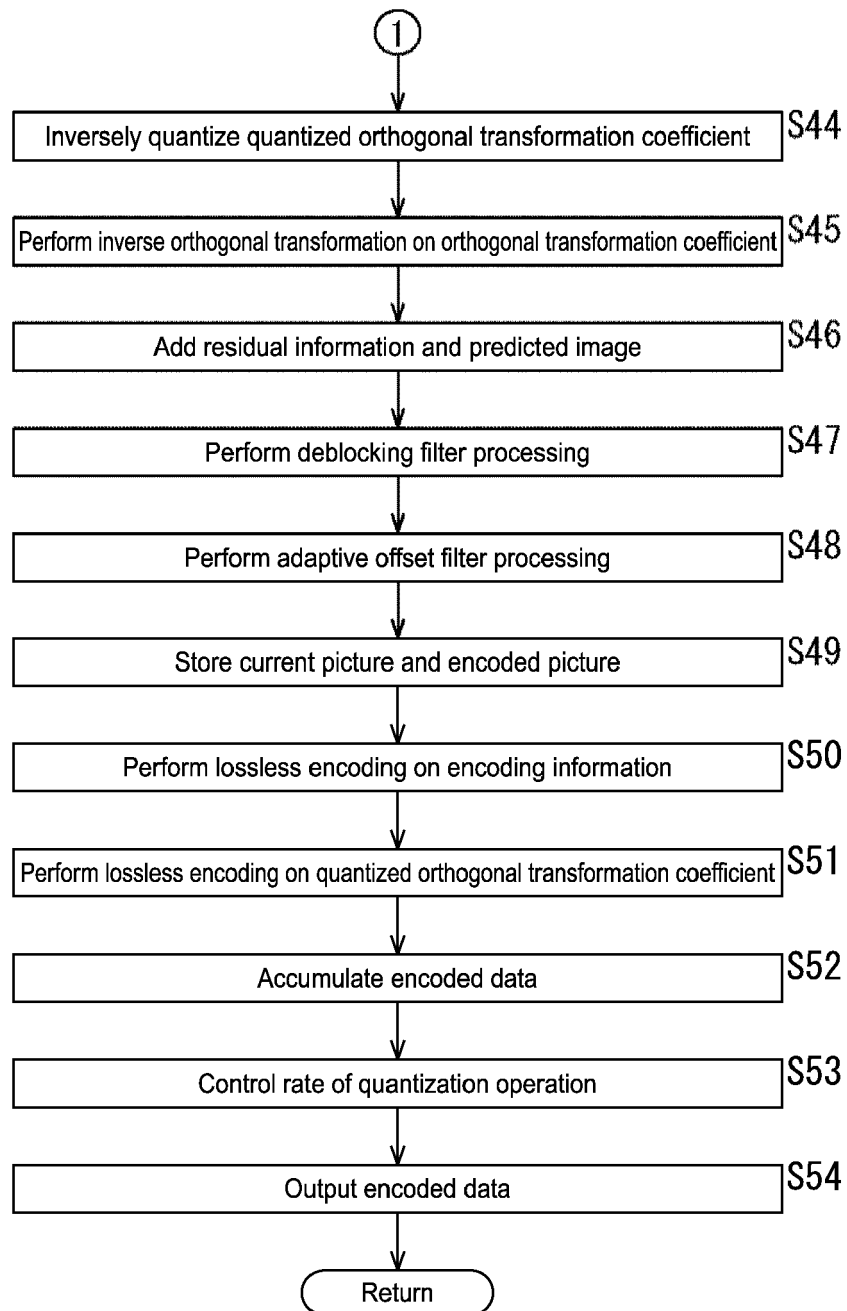 1
Inversely quantize quantized orthogonal transformation coefficient S44
Perform inverse orthogonal transformation on orthogonal transformation coefficient S45
Add residual information and predicted image S46
Perform deblocking filter processing S47
Perform adaptive offset filter processing S48
Store current picture and encoded picture S49
Perform lossless encoding on encoding information S50
Perform lossless encoding on quantized orthogonal transformation coefficient S51
Accumulate encoded data S52
Control rate of quantization operation S53
Output encoded data S54
Return